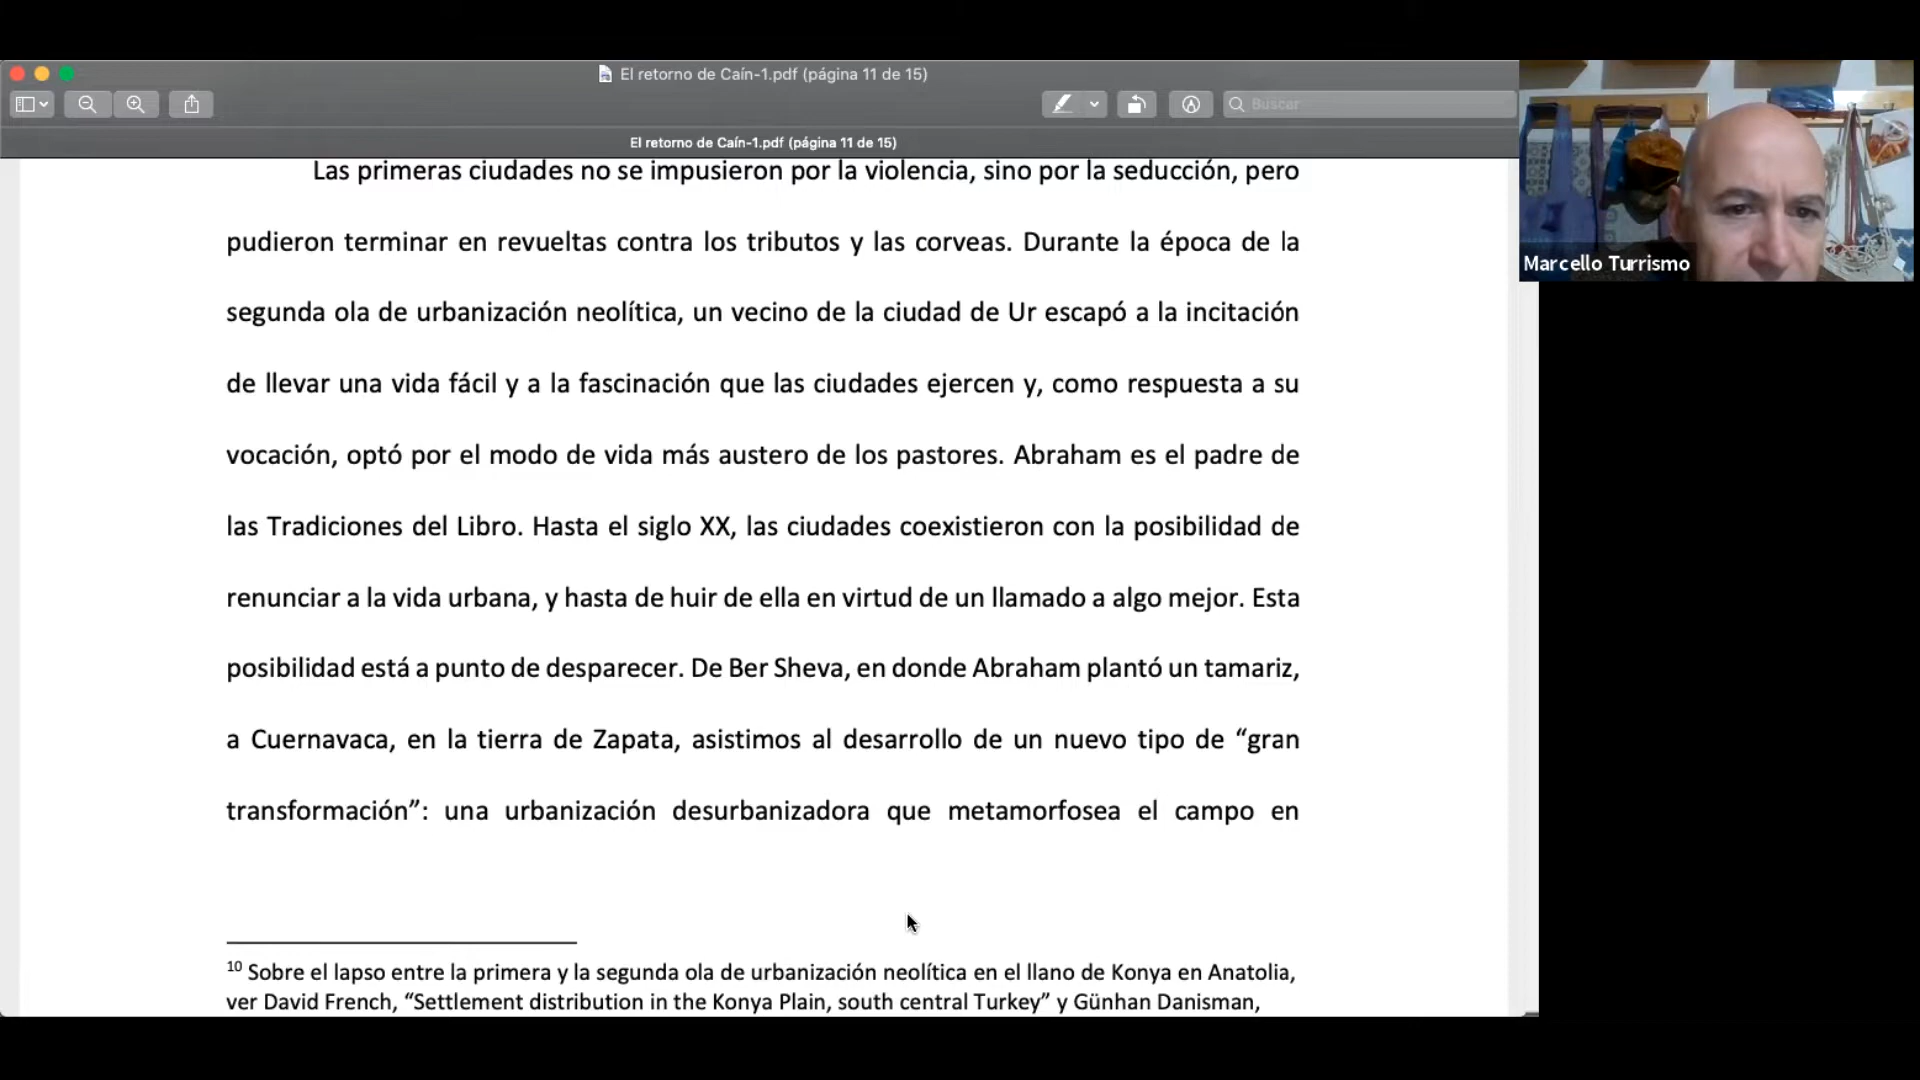 El retorno de Caín-1.pdf (página 11 de 15)
Buscar
El retorno de Caín-1.pdf (página 11 de 15)
Las primeras ciudades no se impusieron por la violencia, sino por la seducción, pero
pudieron terminar en revueltas contra los tributos y las corveas. Durante la época de la
segunda ola de urbanización neolítica, un vecino de la ciudad de Ur escapó a la incitación
de llevar una vida fácil y a la fascinación que las ciudades ejercen y, como respuesta a su
vocación, optó por el modo de vida más austero de los pastores. Abraham es el padre de
las Tradiciones del Libro. Hasta el siglo XX, las ciudades coexistieron con la posibilidad de
renunciar a la vida urbana, y hasta de huir de ella en virtud de un llamado a algo mejor. Esta
posibilidad está a punto de desparecer. De Ber Sheva, en donde Abraham plantó un tamariz,
a Cuernavaca, en la tierra de Zapata, asistimos al desarrollo de un nuevo tipo de “gran
transformación”: una urbanización desurbanizadora que metamorfosea el campo en
10 Sobre el lapso entre la primera y la segunda ola de urbanización neolítica en el llano de Konya en Anatolia,
ver David French, “Settlement distribution in the Konya Plain, south central Turkey” y Günhan Danisman,
Marcello Turrismo